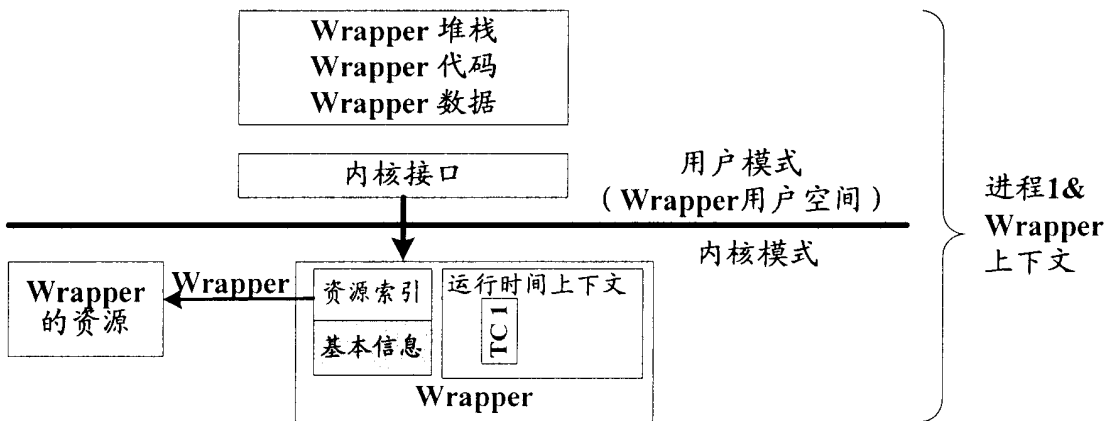 Wrapper 堆栈
Wrapper 代码
Wrapper 数据
内核接口
用户模式
（Wrapper用户空间）
内核模式
进程1&
Wrapper
上下文
Wrapper
的资源
Wrapper
资源索引
基本信息
运行时间上下文
TC 1
Wrapper